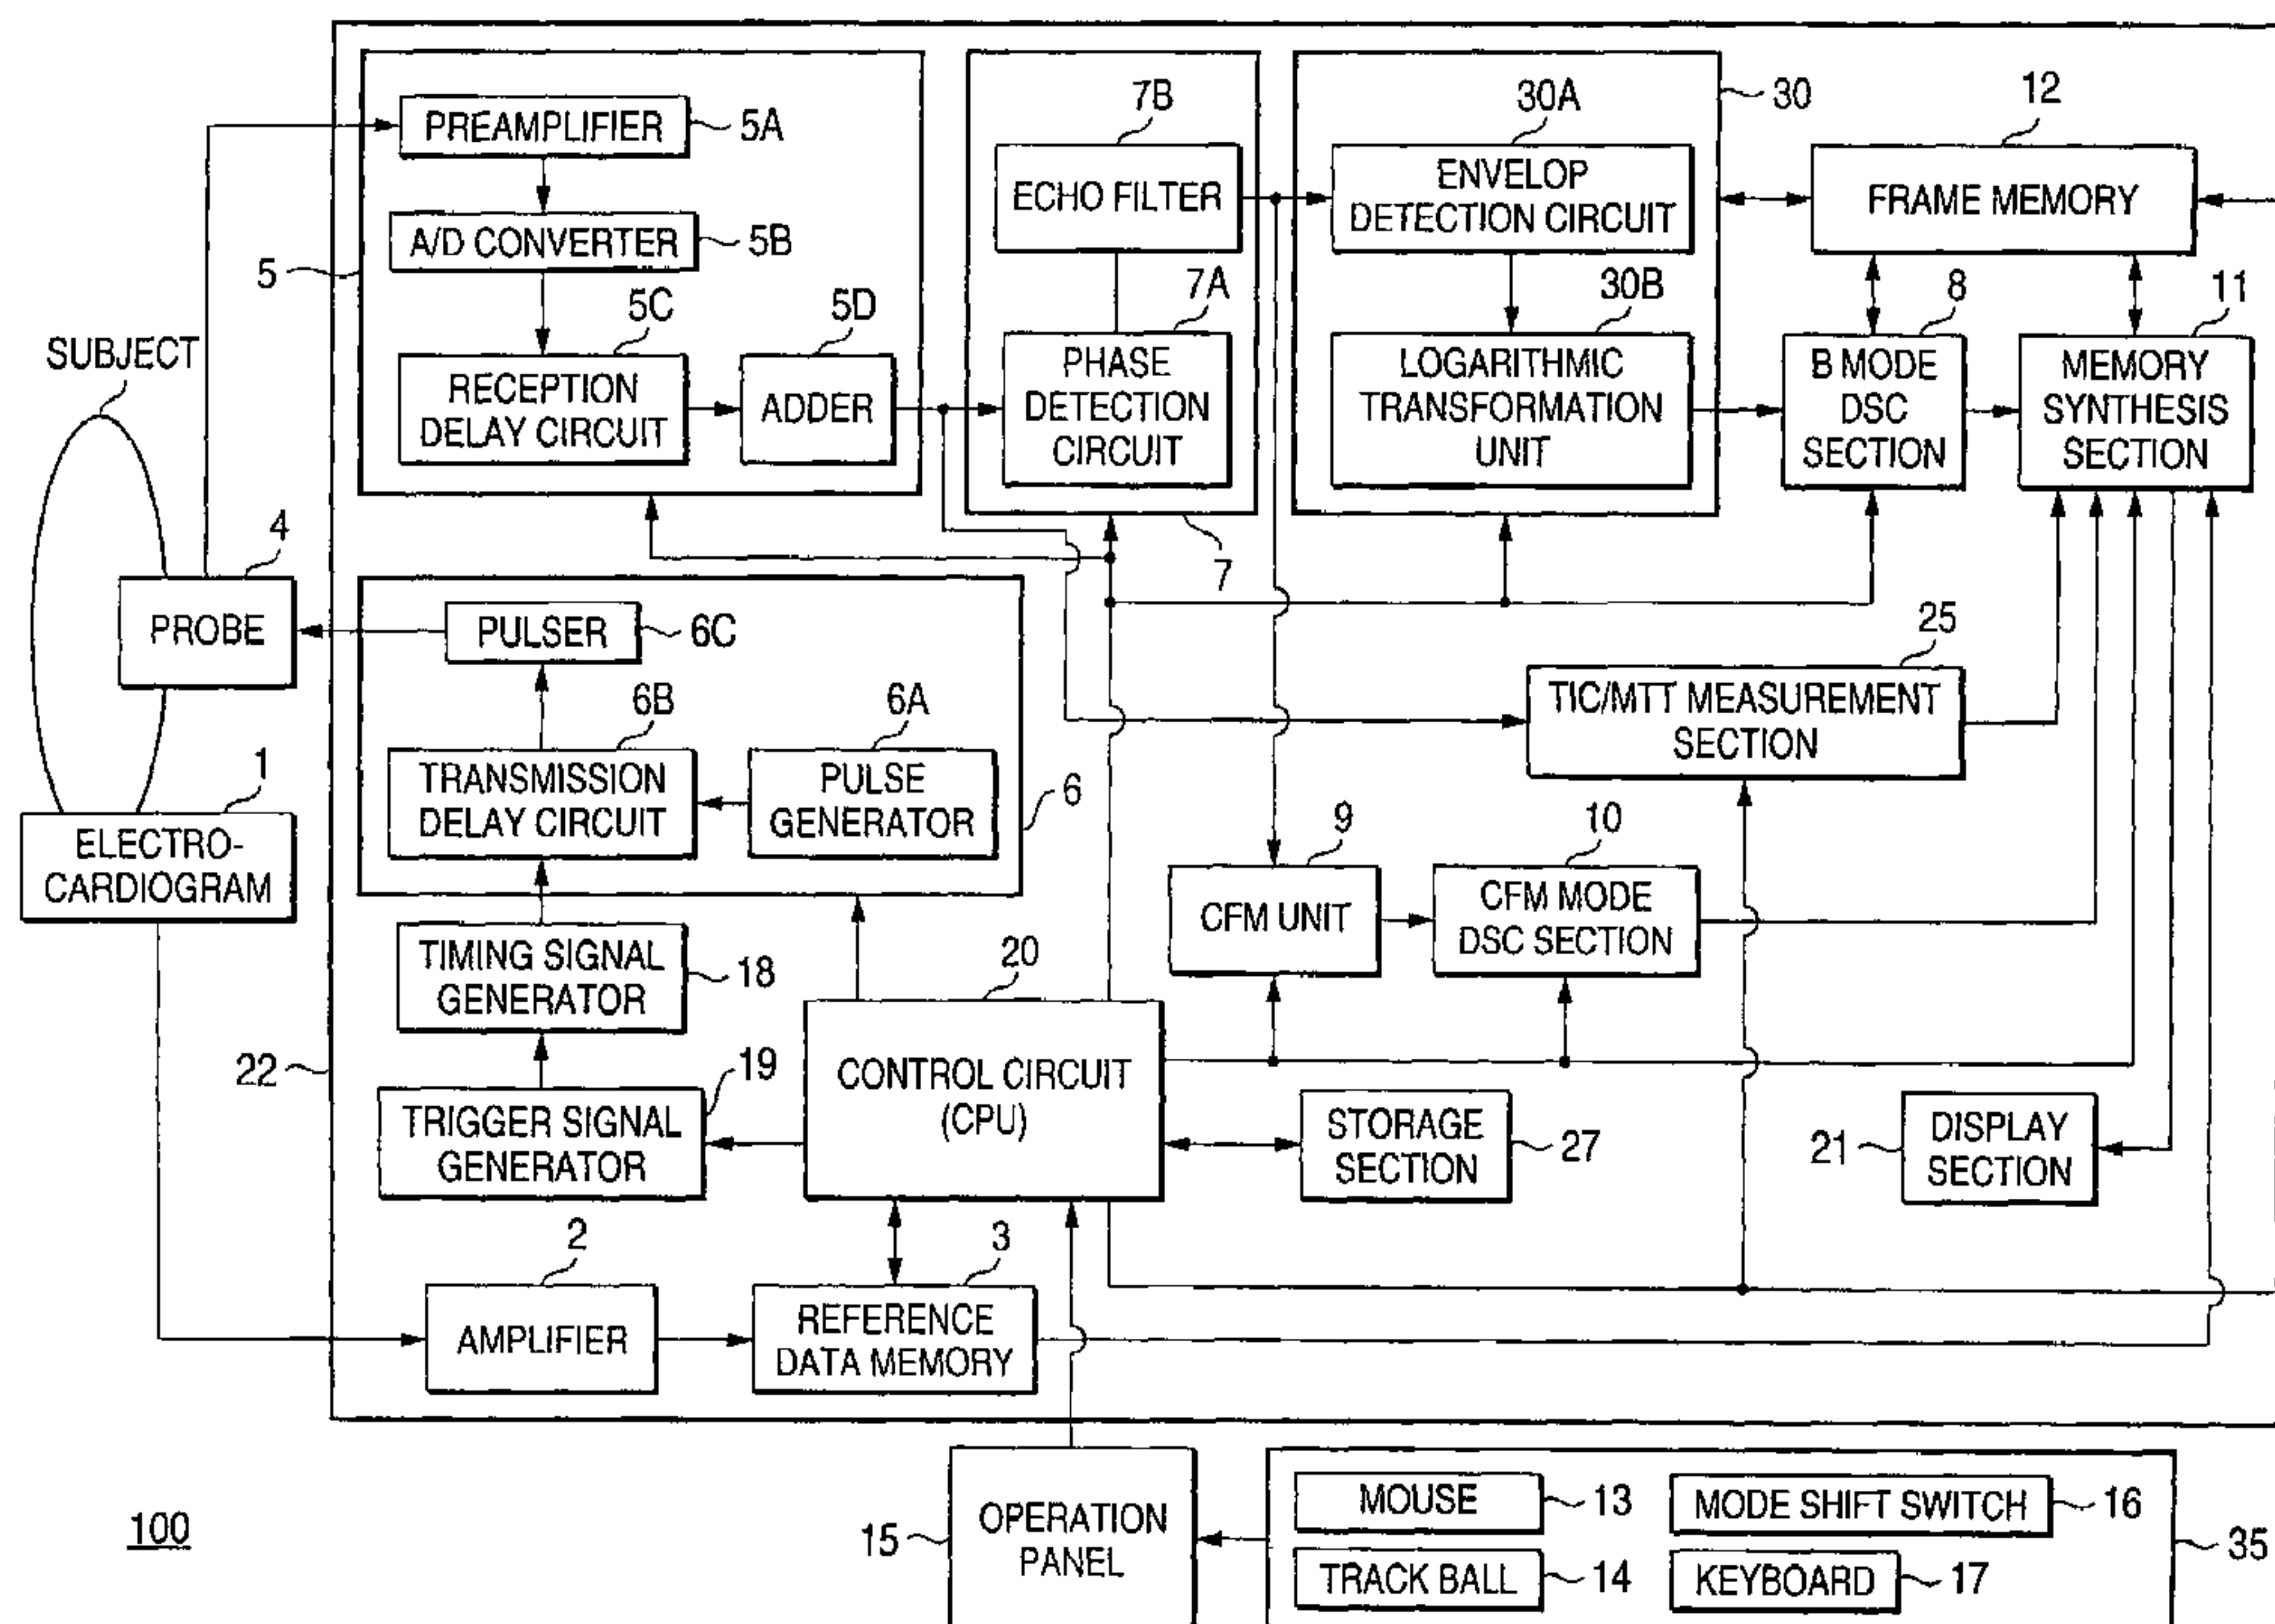 PREAMPLIFIER
5A
A/D CONVERTER
5B
5
5C
RECEPTION
DELAY CIRCUIT
5D
ADDER
7B
ECHO FILTER
7A
PHASE
DETECTION
CIRCUIT
7
30A
ENVELOP
DETECTION CIRCUIT
30
30B
LOGARITHMIC
TRANSFORMATION
UNIT
12
FRAME MEMORY
8
B MODE
DSC
SECTION
11
MEMORY
SYNTHESIS
SECTION
SUBJECT
4
PROBE
PULSER
6C
6B
TRANSMISSION
DELAY CIRCUIT
6A
PULSE
GENERATOR
6
25
TIC/MTT MEASUREMENT
SECTION
1
ELECTRO-
CARDIOGRAM
9
CFM UNIT
10
CFM MODE
DSC SECTION
TIMING SIGNAL
GENERATOR
18
20
CONTROL CIRCUIT
(CPU)
22
19
TRIGGER SIGNAL
GENERATOR
STORAGE
SECTION
27
21
DISPLAY
SECTION
2
AMPLIFIER
3
REFERENCE
DATA MEMORY
100
15
OPERATION
PANEL
MOUSE
13
MODE SHIFT SWITCH
16
TRACK BALL
14
KEYBOARD
17
35